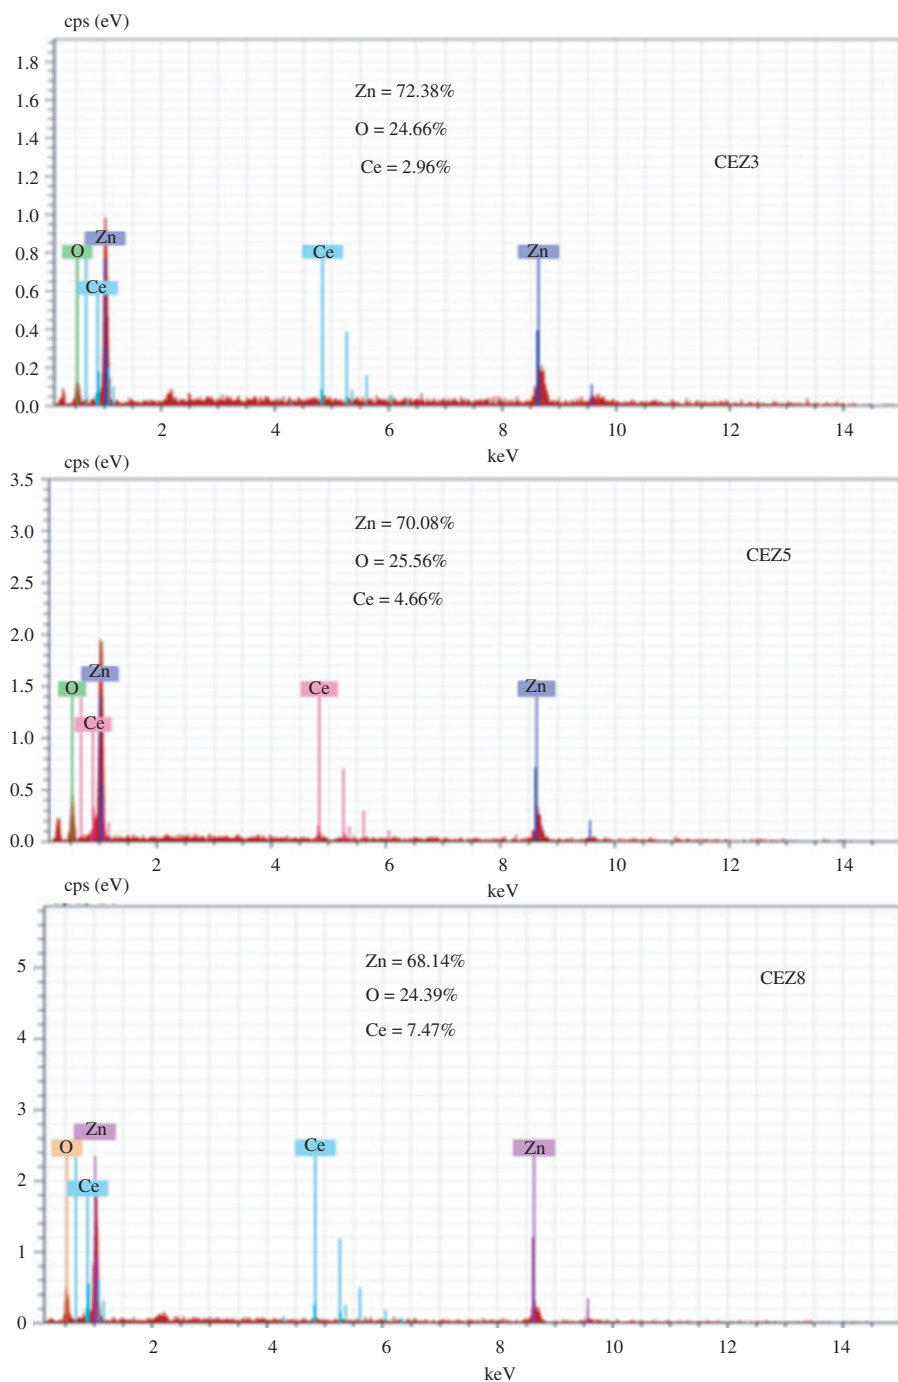 cps (eV)
1.8
1.6
1.4
1.2
1.0
0.8
0.6
0.4
0.2
0.0
Zn = 72.38%
O = 24.66%
Ce = 2.96%
CEZ3
O
Zn
Ce
Ce
Zn
2 4 6 8 10 12 14
keV
cps (eV)
3.5
3.0
2.5
2.0
1.5
1.0
0.5
0.0
Zn = 70.08%
O = 25.56%
Ce = 4.66%
CEZ5
Zn
O
Ce
Ce
Zn
2 4 6 8 10 12 14
keV
cps (eV)
5
4
3
2
1
0
Zn = 68.14%
O = 24.39%
Ce = 7.47%
CEZ8
Zn
O
Ce
Ce
Zn
2 4 6 8 10 12 14
keV